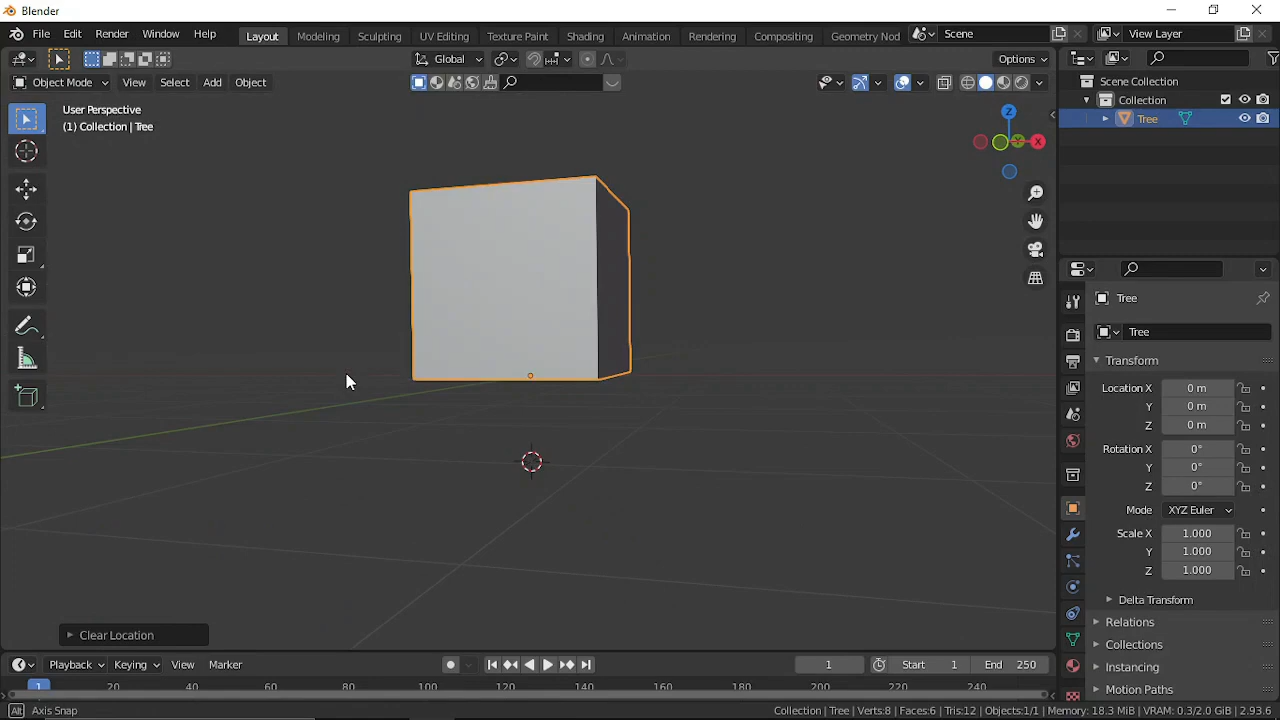 Blender
File Edit Render Window Help Layout Modeling Sculpting UV Editing Texture Paint Shading Animation Rendering Compositing Geometry Nod Scene View Layer
Global Options
Object Mode View Select Add Object
User Perspective
(1) Collection | Tree
Z
Y
X
Scene Collection
Collection
Tree
Tree
Tree
Transform
Location X 0 m
Y 0 m
Z 0 m
Rotation X 0°
Y 0°
Z 0°
Mode XYZ Euler
Scale X 1.000
Y 1.000
Z 1.000
Delta Transform
Relations
Collections
Instancing
Motion Paths
Clear Location
Playback Keying View Marker 1 Start 1 End 250
1 20 40 60 80 100 120 140 160 180 200 220 240
Alt Axis Snap Collection | Tree | Verts:8 | Faces:6 | Tris:12 | Objects:1/1 | Memory: 18.3 MiB | VRAM: 0.3/2.0 GiB | 2.93.6